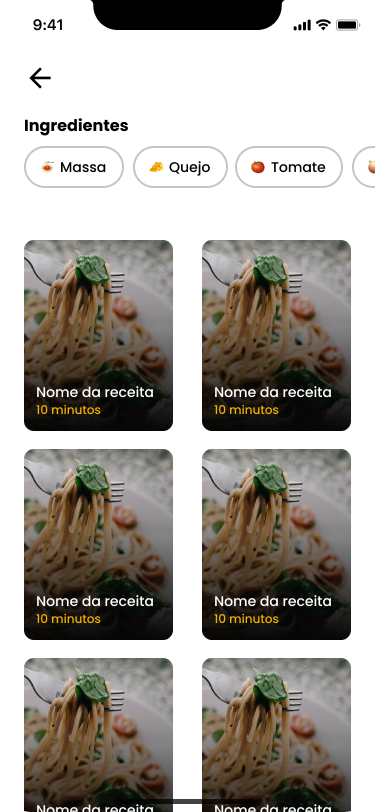 9:41
Ingredientes
Massa
Quejo
Tomate
Nome da receita
10 minutos
Nome da receita
10 minutos
Nome da receita
10 minutos
Nome da receita
10 minutos
Nome da receita
Nome da receita